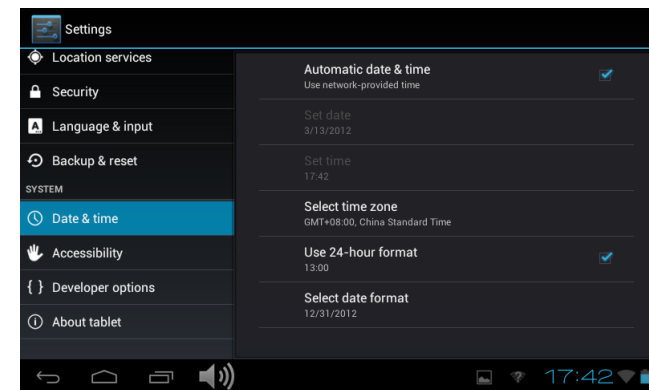 Settings
Location services
Security
Language & input
Backup & reset
SYSTEM
Date & time
Accessibility
{ } Developer options
About tablet
Automatic date & time
Use network-provided time
Set date
3/13/2012
Set time
17:42
Select time zone
GMT+08:00, China Standard Time
Use 24-hour format
13:00
Select date format
12/31/2012
17:42